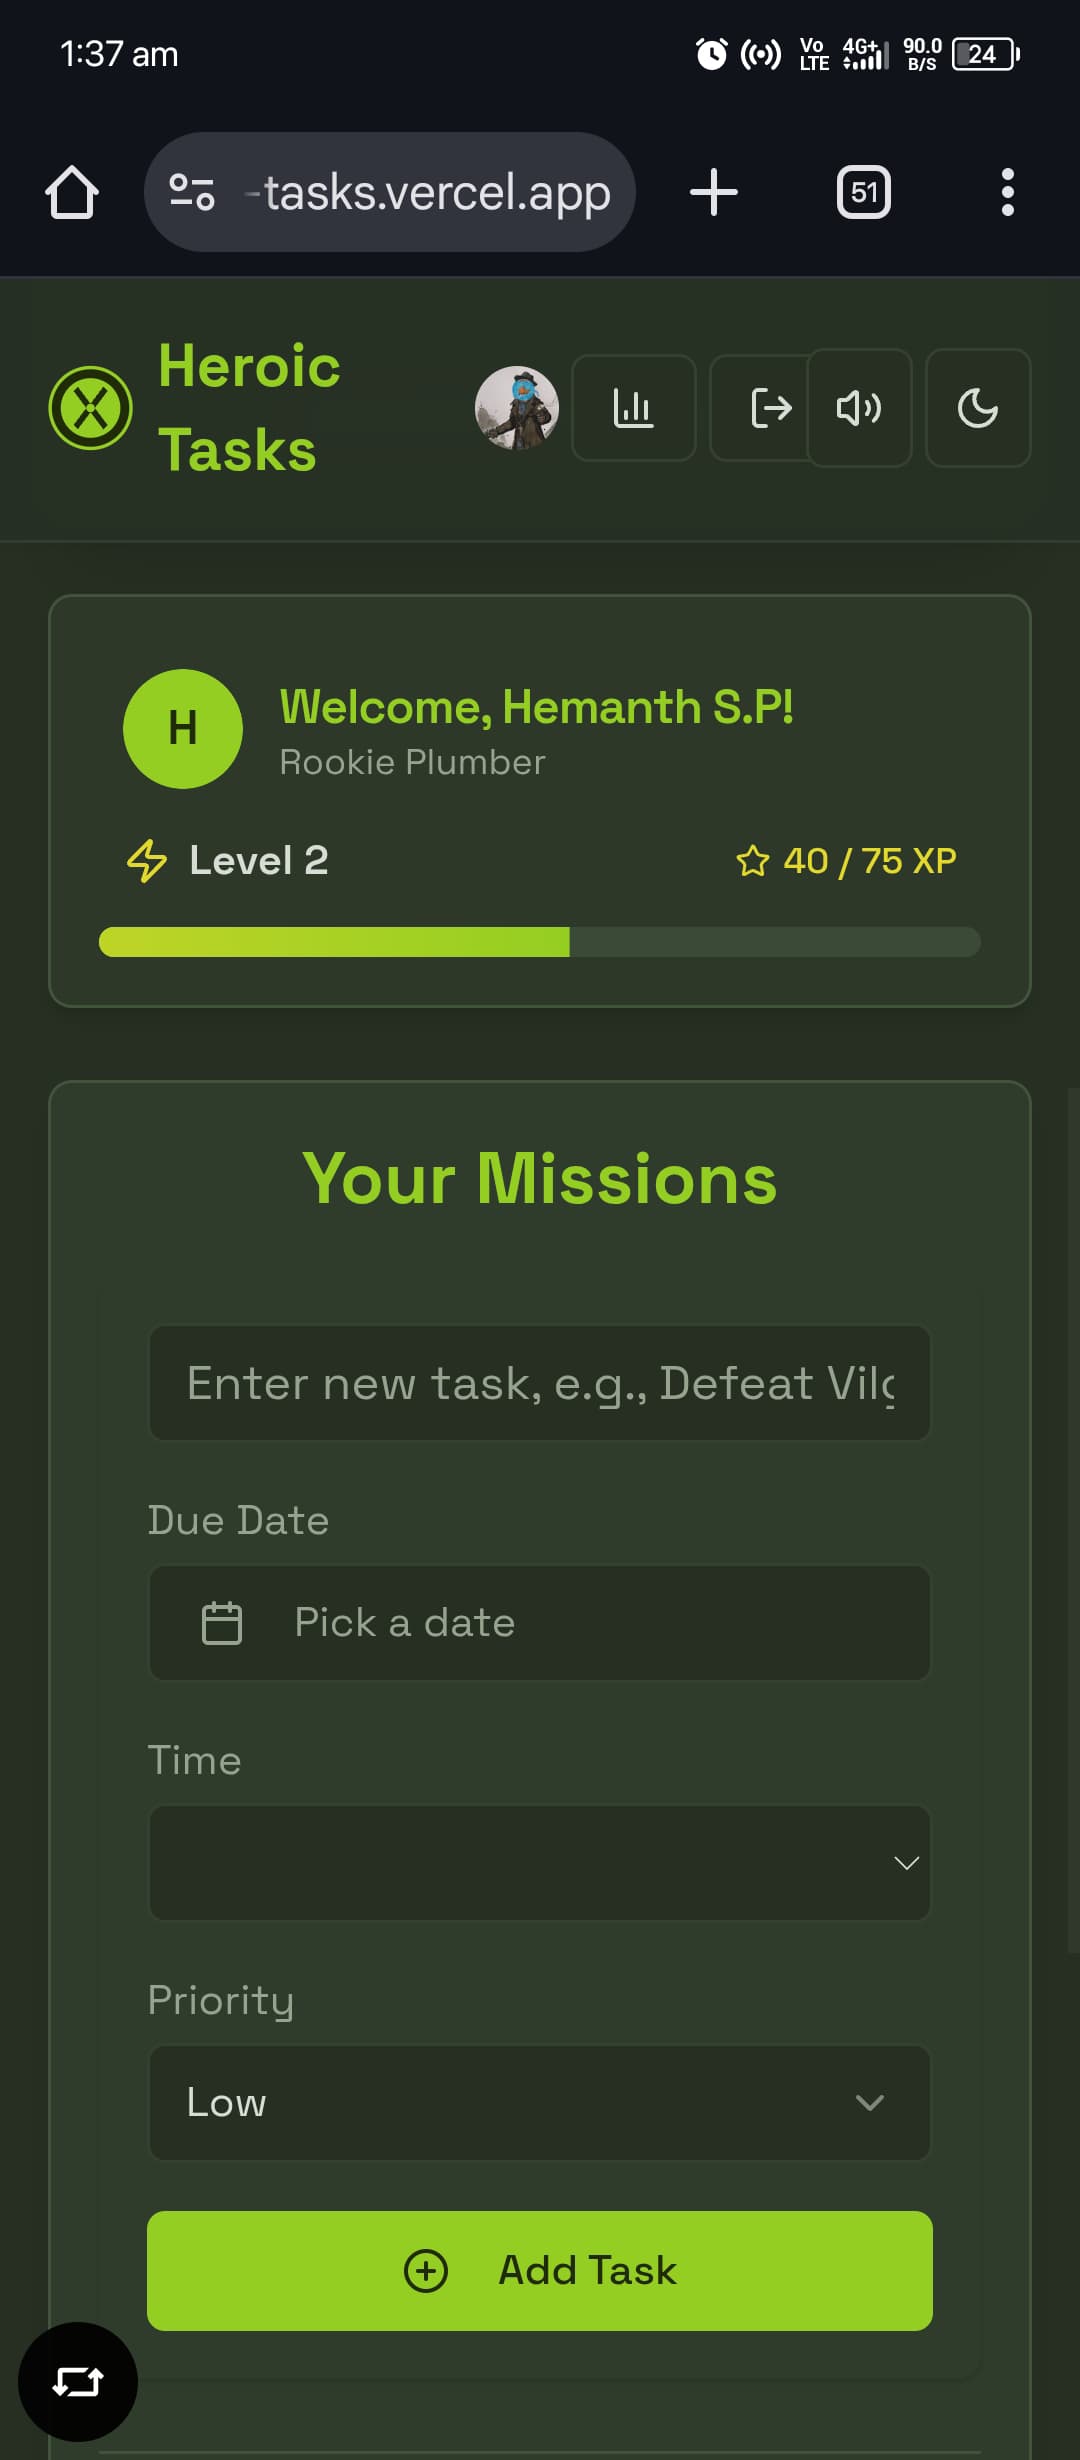 1:37 am
Vo LTE 4G+ 90.0 B/S 24
-tasks.vercel.app
51
Heroic
Tasks
H
Welcome, Hemanth S.P!
Rookie Plumber
Level 2
40 / 75 XP
Your Missions
Enter new task, e.g., Defeat Vilg
Due Date
Pick a date
Time
Priority
Low
Add Task